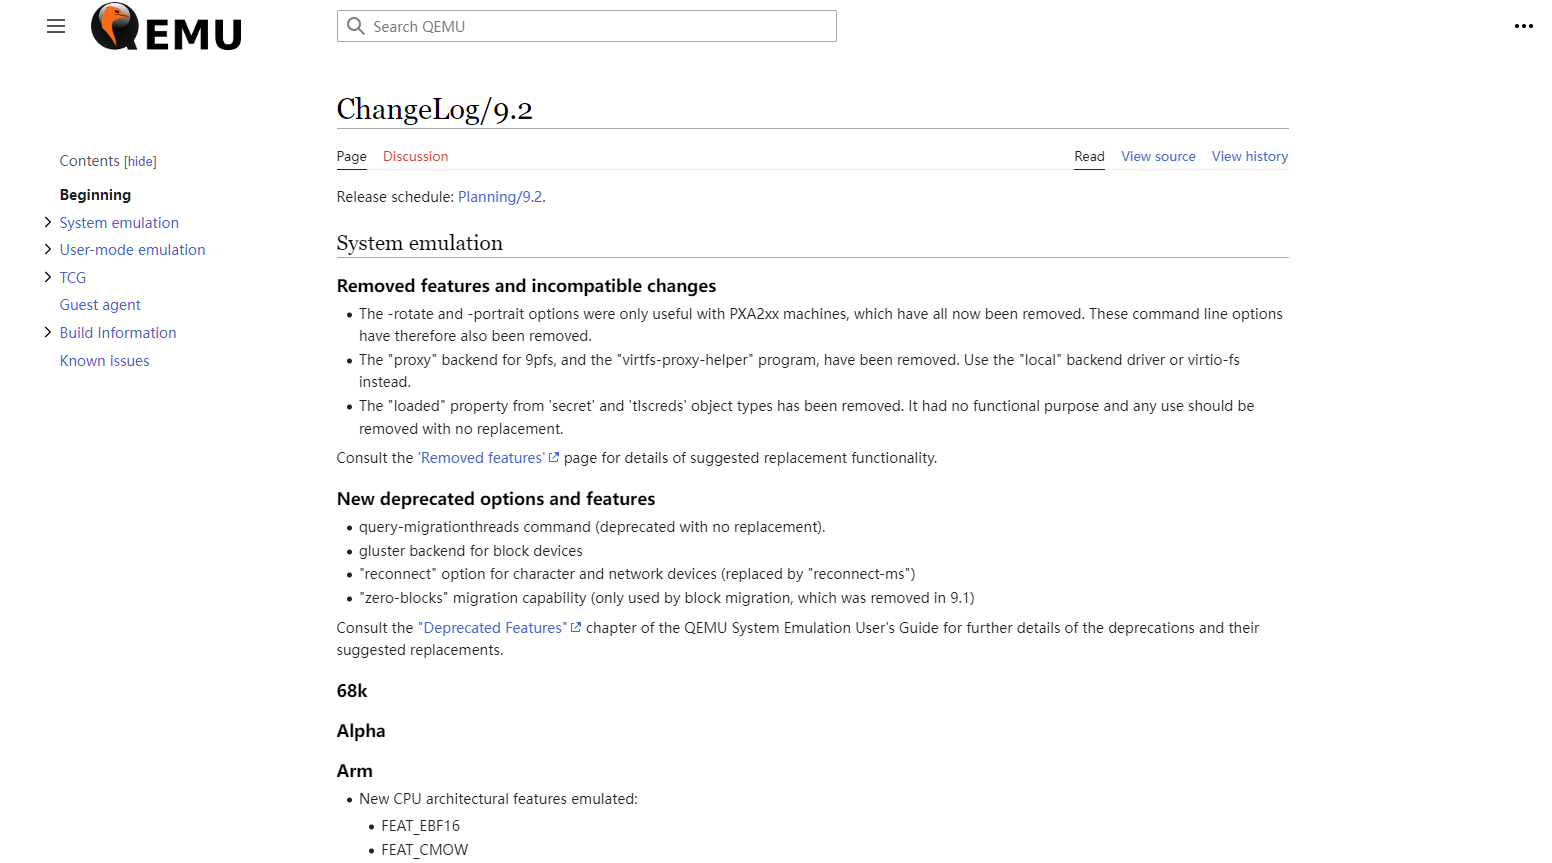 QEMU
Search QEMU
ChangeLog/9.2
Contents [hide]
Beginning
System emulation
User-mode emulation
TCG
Guest agent
Build Information
Known issues
Page Discussion Read View source View history
Release schedule: Planning/9.2.
System emulation
Removed features and incompatible changes
• The -rotate and -portrait options were only useful with PXA2xx machines, which have all now been removed. These command line options
have therefore also been removed.
• The "proxy" backend for 9pfs, and the "virtfs-proxy-helper" program, have been removed. Use the "local" backend driver or virtio-fs
instead.
• The "loaded" property from 'secret' and 'tlscreds' object types has been removed. It had no functional purpose and any use should be
removed with no replacement.
Consult the 'Removed features' page for details of suggested replacement functionality.
New deprecated options and features
• query-migrationthreads command (deprecated with no replacement).
• gluster backend for block devices
• "reconnect" option for character and network devices (replaced by "reconnect-ms")
• "zero-blocks" migration capability (only used by block migration, which was removed in 9.1)
Consult the "Deprecated Features" chapter of the QEMU System Emulation User's Guide for further details of the deprecations and their
suggested replacements.
68k
Alpha
Arm
• New CPU architectural features emulated:
• FEAT_EBF16
• FEAT_CMOW